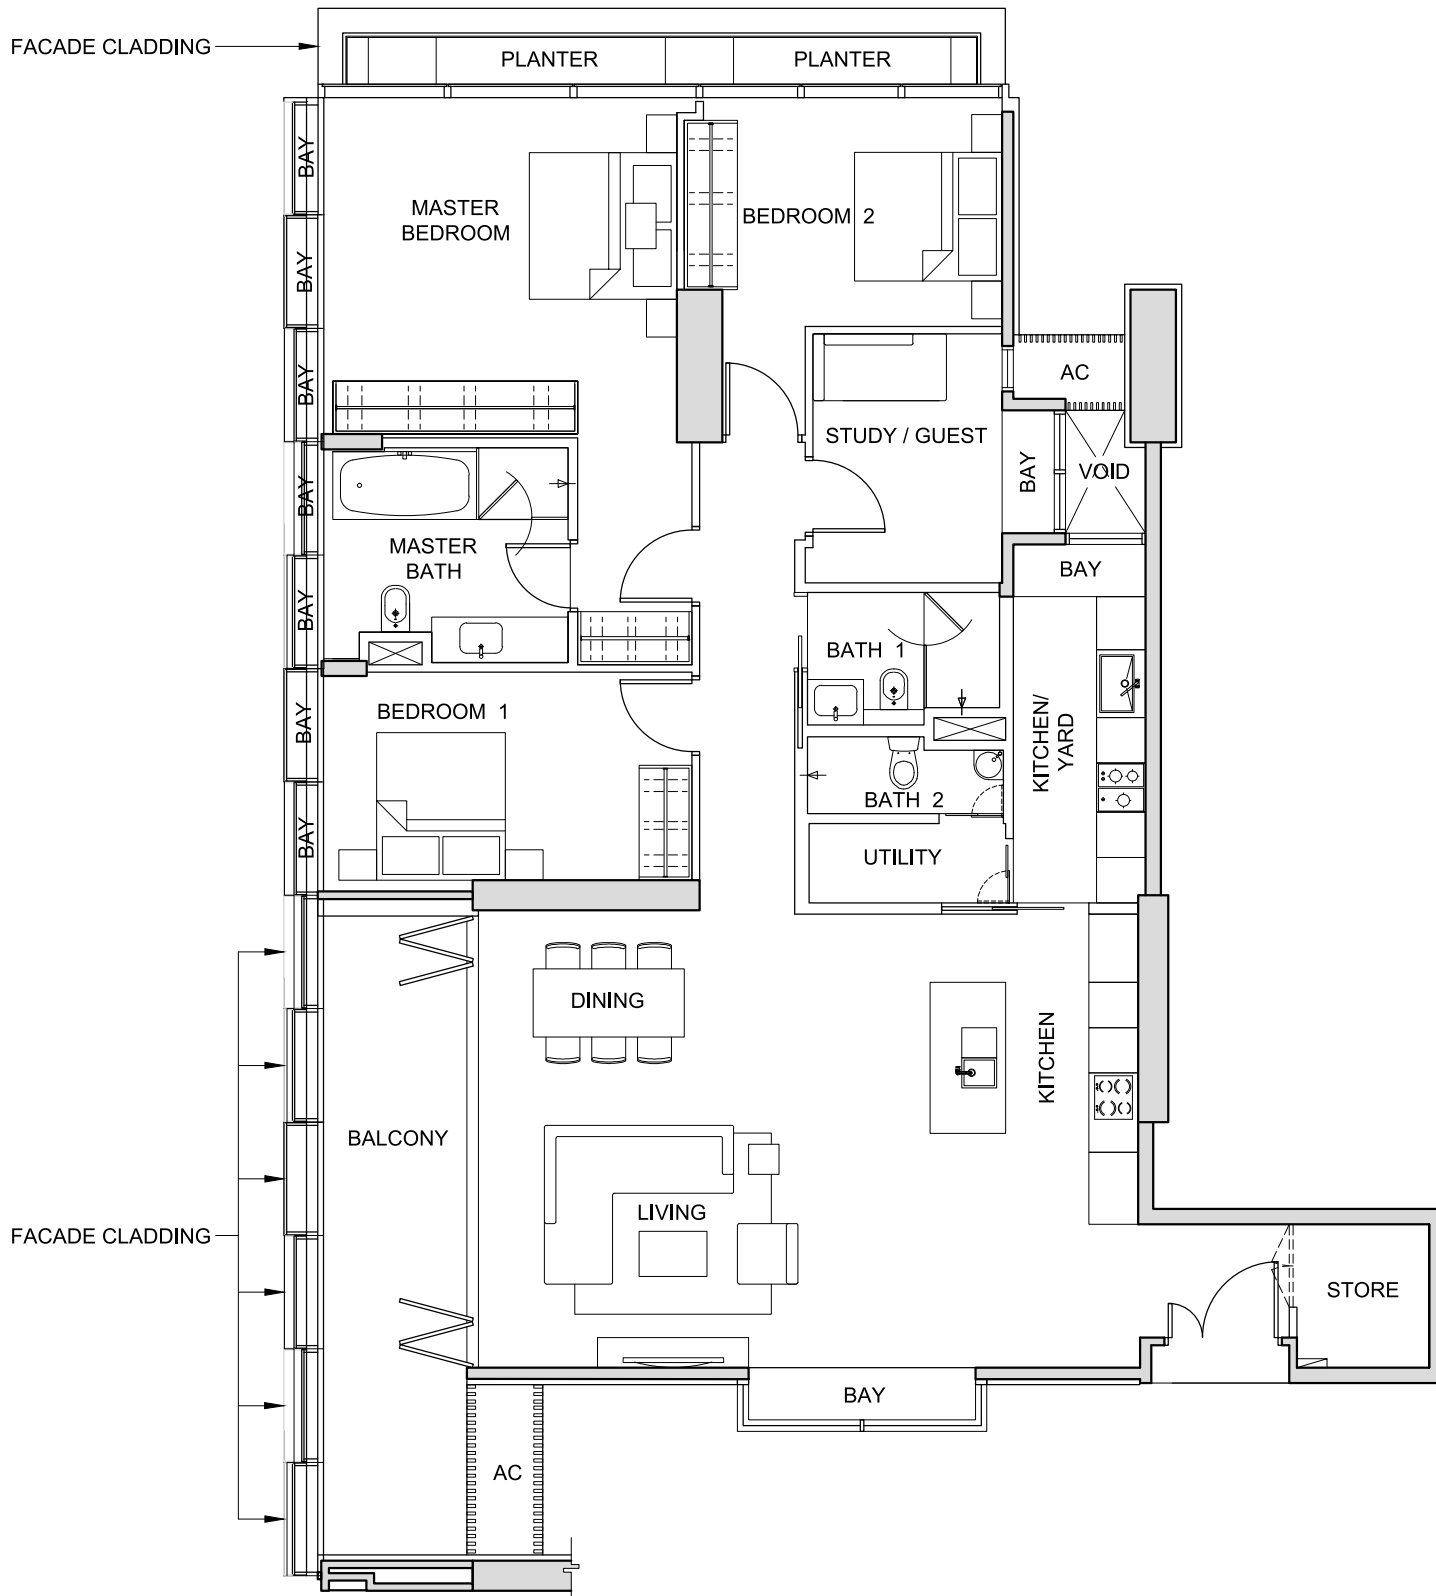 FACADE CLADDING
PLANTER
PLANTER
BAY
MASTER
BEDROOM
BEDROOM 2
BAY
BAY
AC
STUDY / GUEST
BAY
VOID
BAY
MASTER
BATH
BAY
BAY
BATH 1
BEDROOM 1
BAY
KITCHEN/
YARD
BATH 2
BAY
UTILITY
DINING
KITCHEN
BALCONY
LIVING
FACADE CLADDING
STORE
BAY
AC